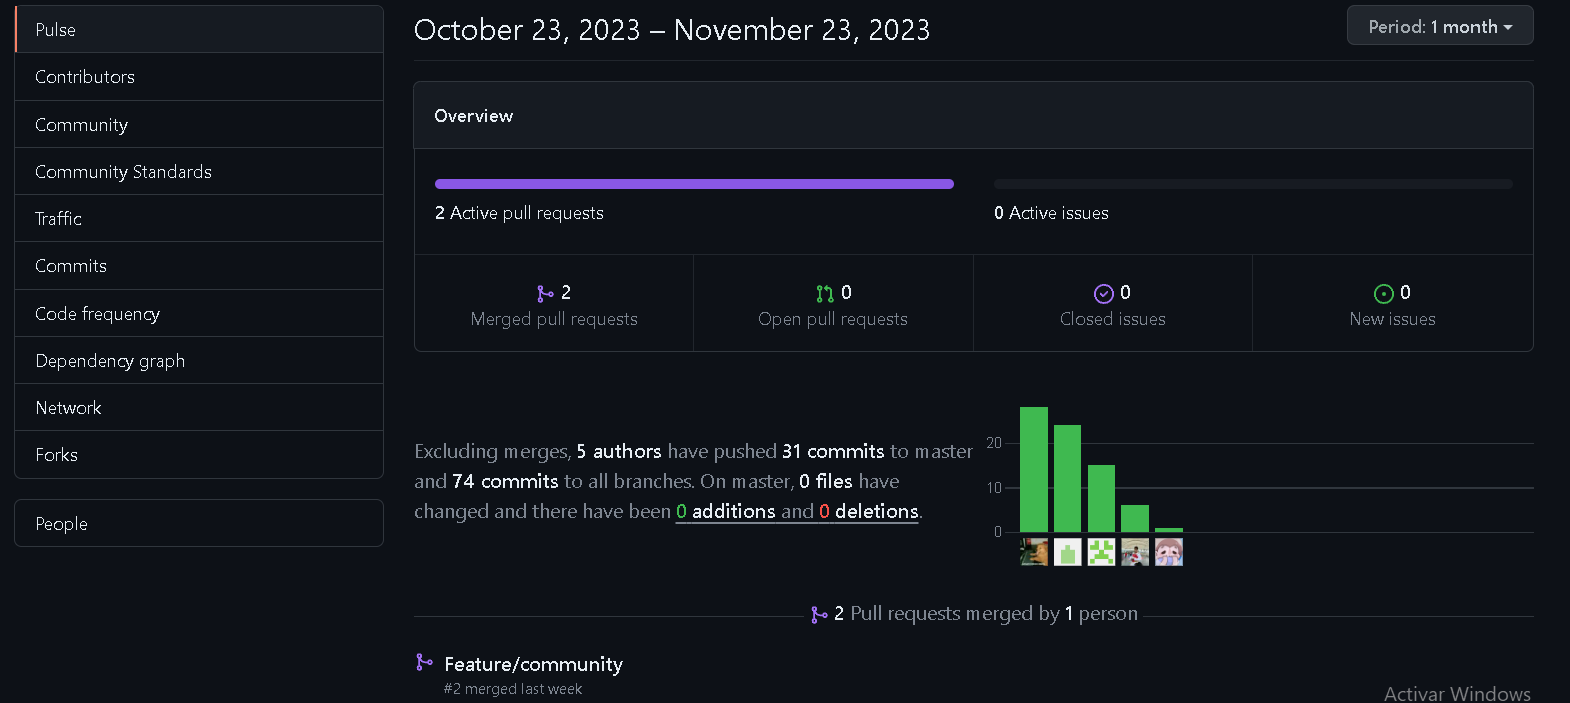 Pulse
Contributors
Community
Community Standards
Traffic
Commits
Code frequency
Dependency graph
Network
Forks
People
October 23, 2023 – November 23, 2023
Period: 1 month
Overview
2 Active pull requests
0 Active issues
2
Merged pull requests
0
Open pull requests
0
Closed issues
0
New issues
Excluding merges, 5 authors have pushed 31 commits to master
and 74 commits to all branches. On master, 0 files have
changed and there have been 0 additions and 0 deletions.
20
10
0
2 Pull requests merged by 1 person
Feature/community
#2 merged last week
Activar Windows